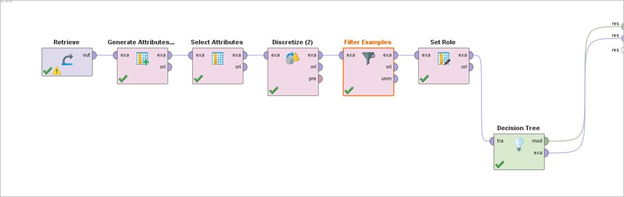 res
Retrieve
Generate Attributes...
Select Attributes
Discretize (2)
Filter Examples
Set Role
res
res
out
exa
exa
exa
exa
exa
exa
exa
exa
exa
exa
ori
ori
ori
ori
ori
pre
unm
Decision Tree
tra
mod
exa